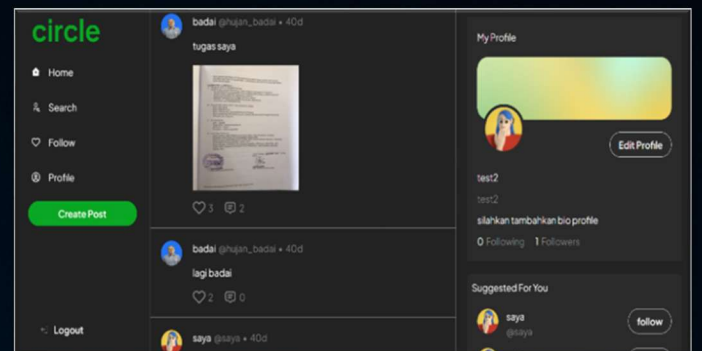 circle
Home
Search
Follow
Profile
Create Post
Logout
badai @hujan_badai • 40d
tugas saya
3 2
badai @hujan_badai • 40d
lagi badai
2 0
saya @saya • 40d
My Profile
Edit Profile
test2
test2
silahkan tambahkan bio profile
0 Following 1 Followers
Suggested For You
saya
@saya
follow